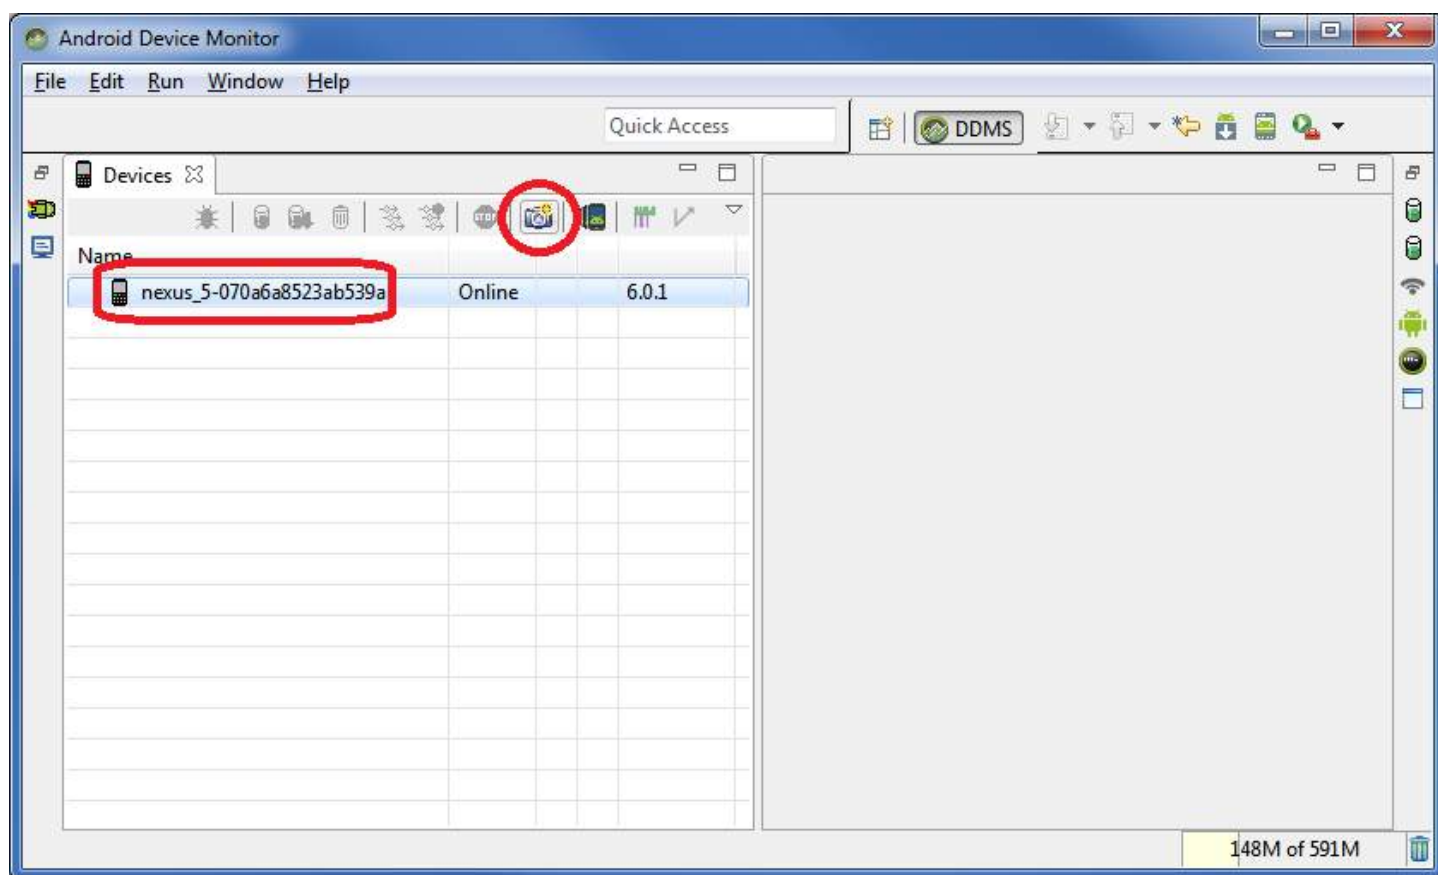 Android Device Monitor
File Edit Run Window Help
Quick Access
DDMS
Devices
STOP
Name
nexus_5-070a6a8523ab539a Online 6.0.1
148M of 591M